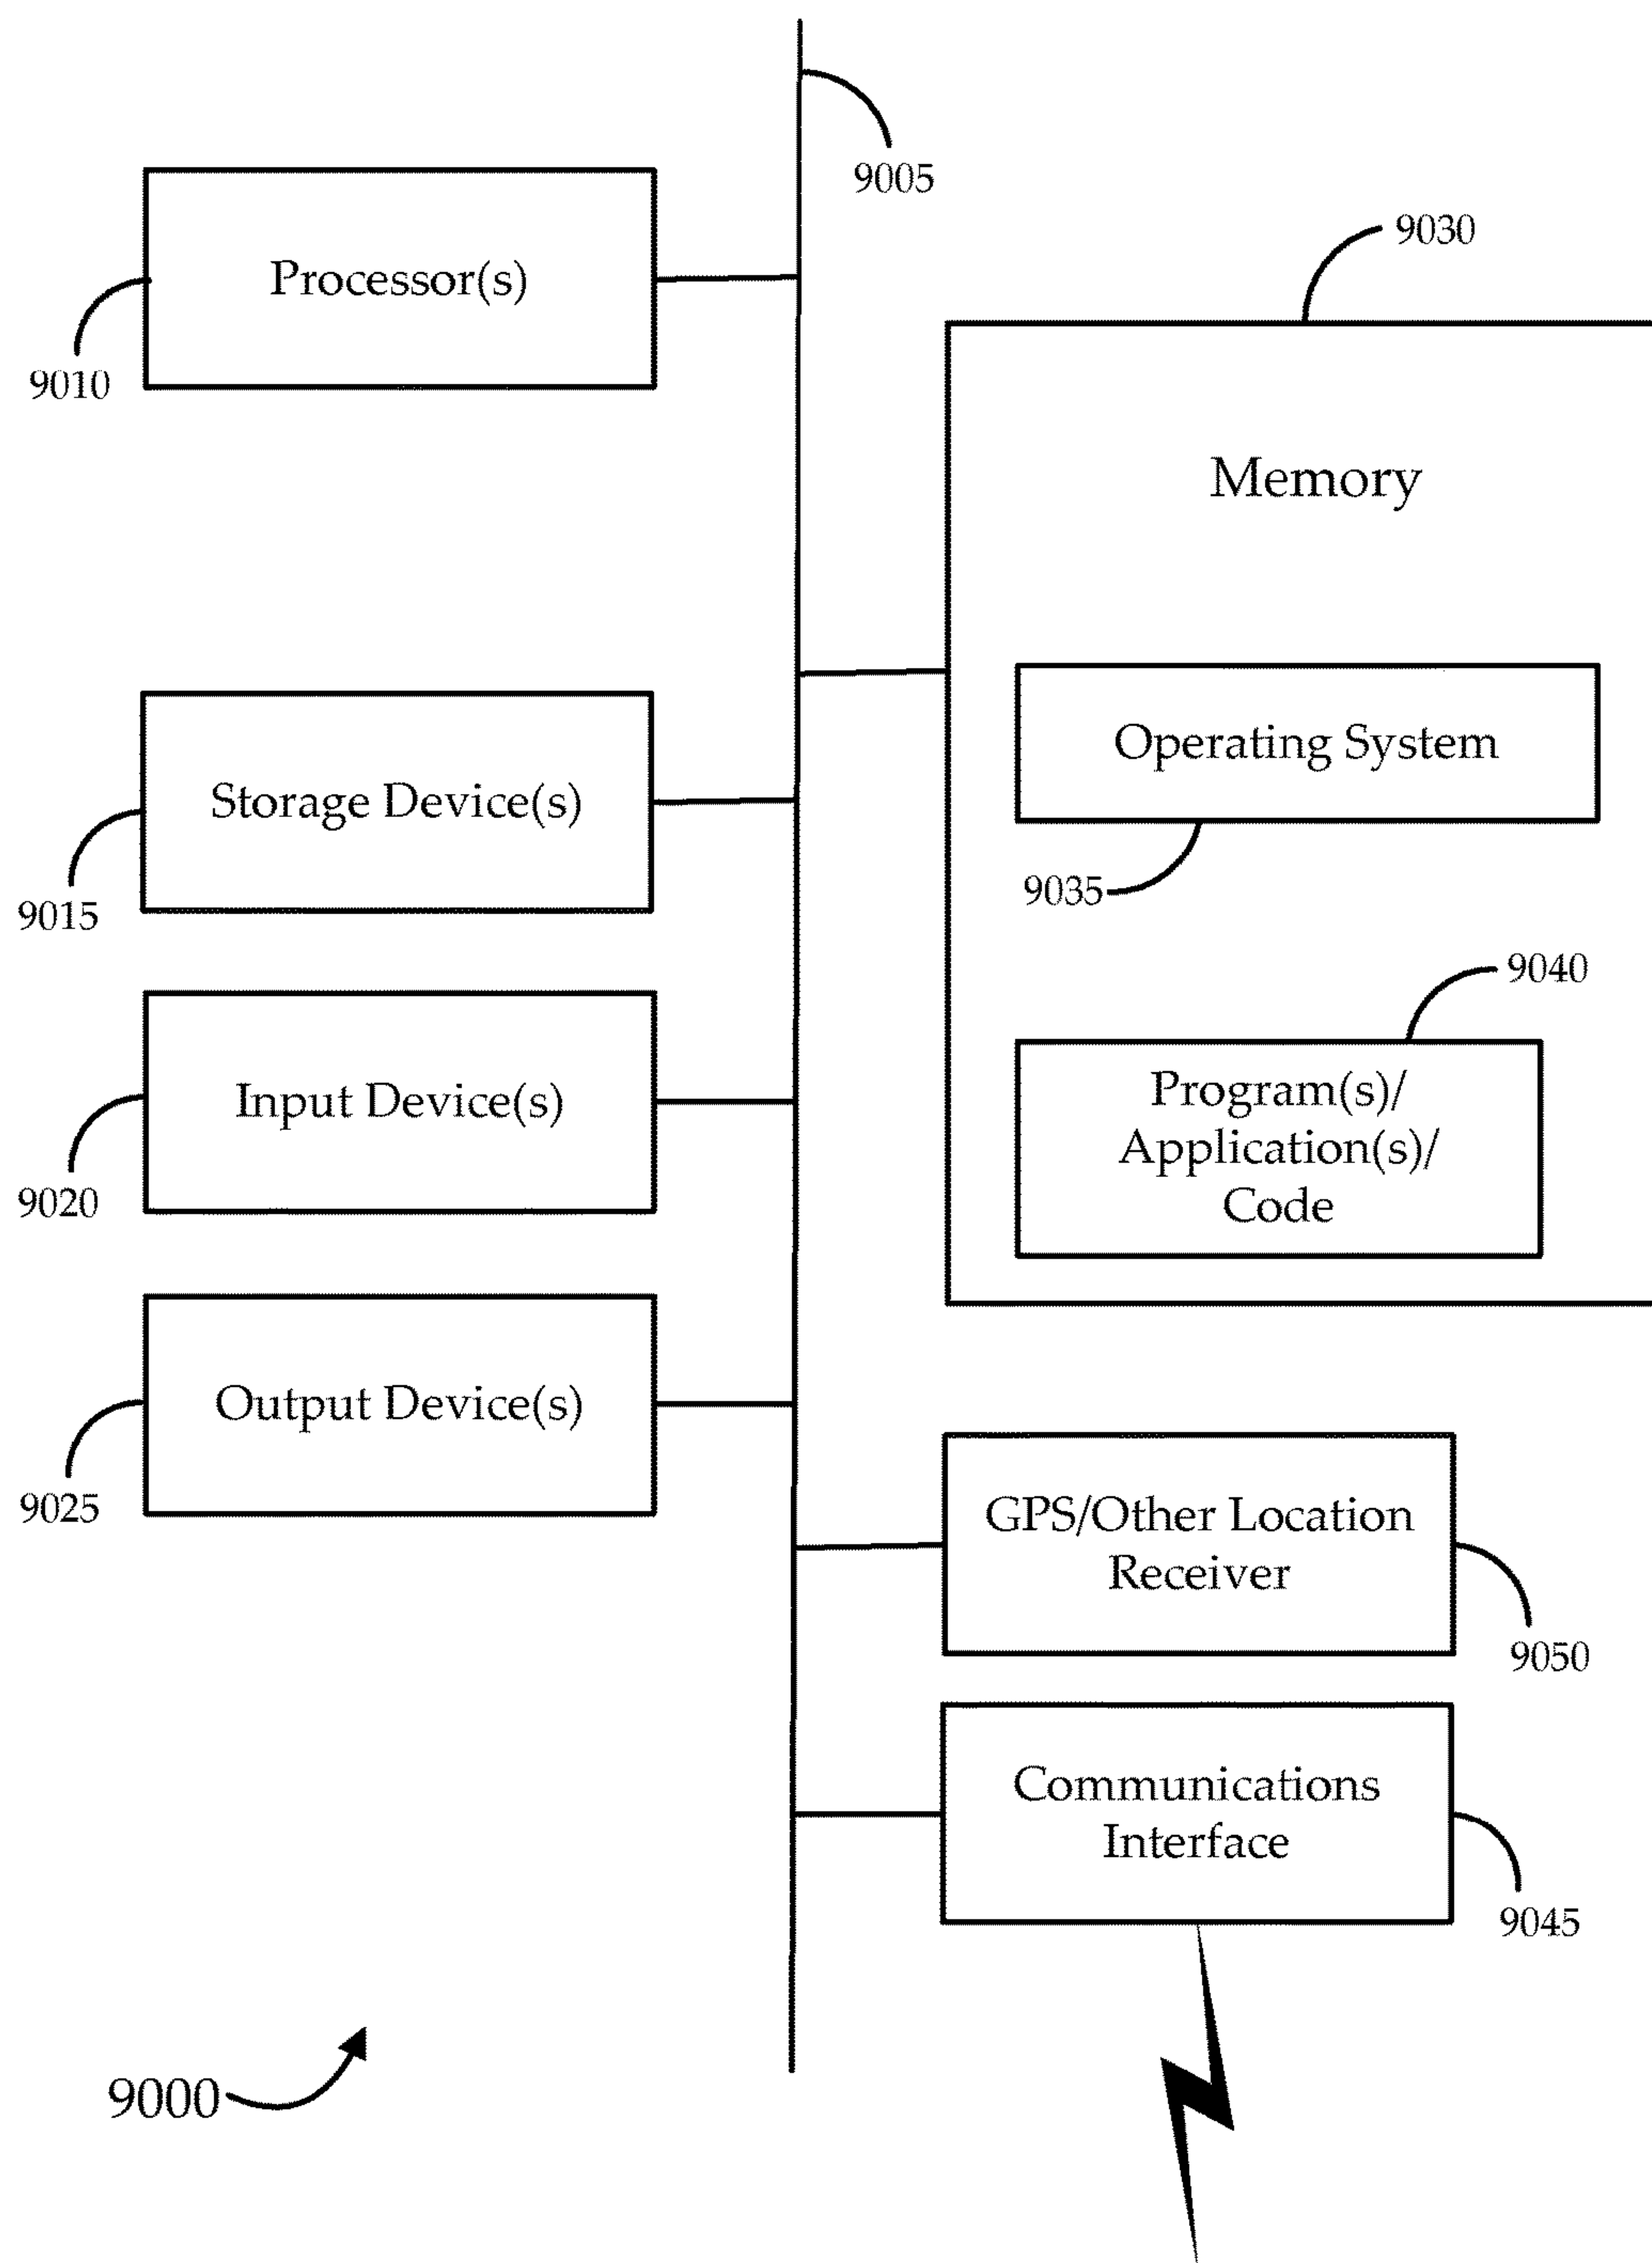 9005
Processor(s)
9010
9030
Memory
Operating System
9035
Storage Device(s)
9015
9040
Program(s)/
Application(s)/
Code
Input Device(s)
9020
Output Device(s)
9025
GPS/Other Location
Receiver
9050
Communications
Interface
9045
9000